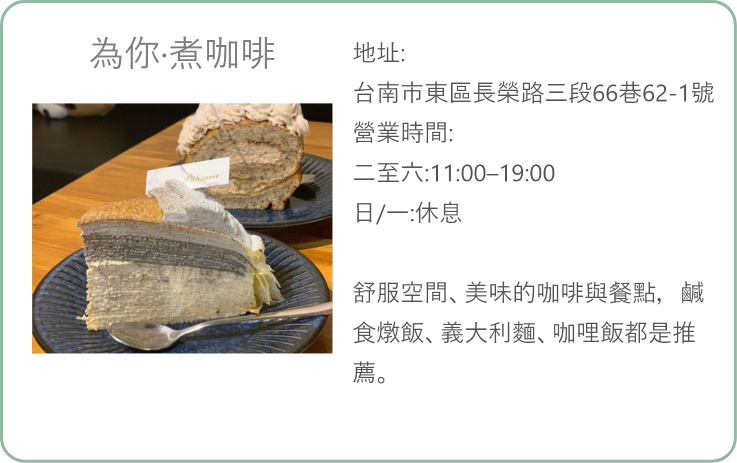 為你·煮咖啡
地址:
台南市東區長榮路三段66巷62-1號
營業時間:
二至六:11:00–19:00
日/一:休息
舒服空間、美味的咖啡與餐點，鹹
食燉飯、義大利麵、咖哩飯都是推
薦。